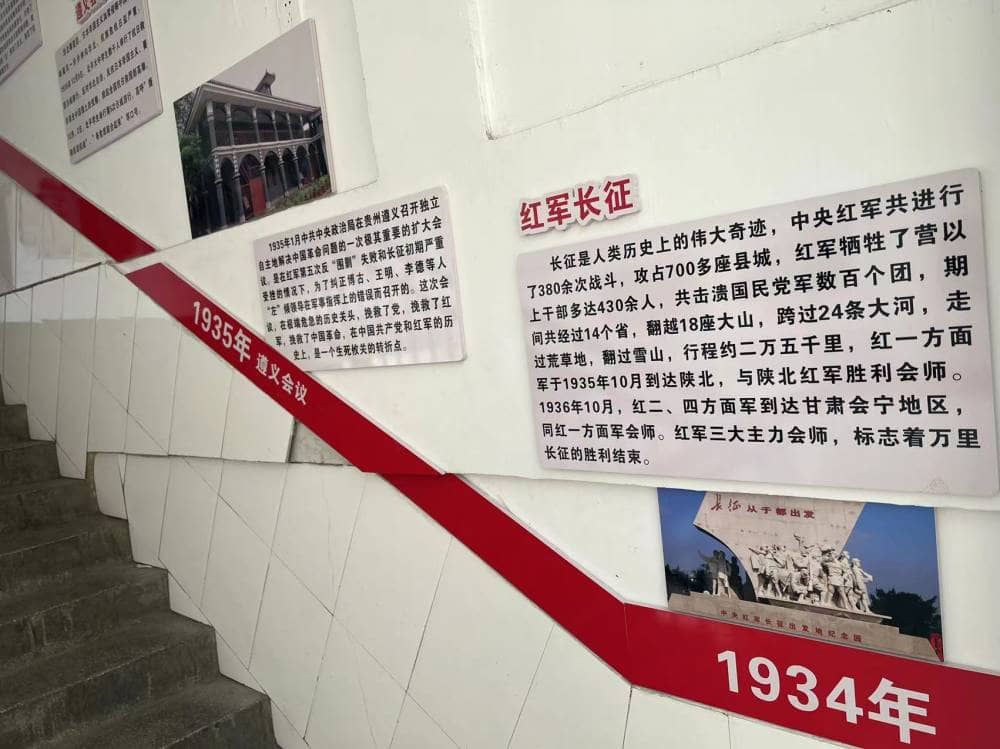 遵义会
1935年1月中共中央政治局在贵州遵义召开独立
自主地解决中国革命问题的一次极其重要的扩大会
议。是在红军第五次反“围剿”失败和长征初期严重
受挫的情况下，为了纠正博古、王明、李德等人
“左”倾领导在军事指挥上的错误而召开的。这次会
议，在极端危急的历史关头，挽救了党，挽救了红
军，挽救了中国革命，在中国共产党和红军的历
史上，是一个生死攸关的转折点。
1935年 遵义会议
红军长征
长征是人类历史上的伟大奇迹，中央红军共进行
了380余次战斗，攻占700多座县城，红军牺牲了营以
上干部多达430余人，共击溃国民党军数百个团，期
间共经过14个省，翻越18座大山，跨过24条大河，走
过荒草地，翻过雪山，行程约二万五千里，红一方面
军于1935年10月到达陕北，与陕北红军胜利会师。
1936年10月，红二、四方面军到达甘肃会宁地区，
同红一方面军会师。红军三大主力会师，标志着万里
长征的胜利结束。
长征 从于都出发
中央红军长征出发地纪念园
1934年